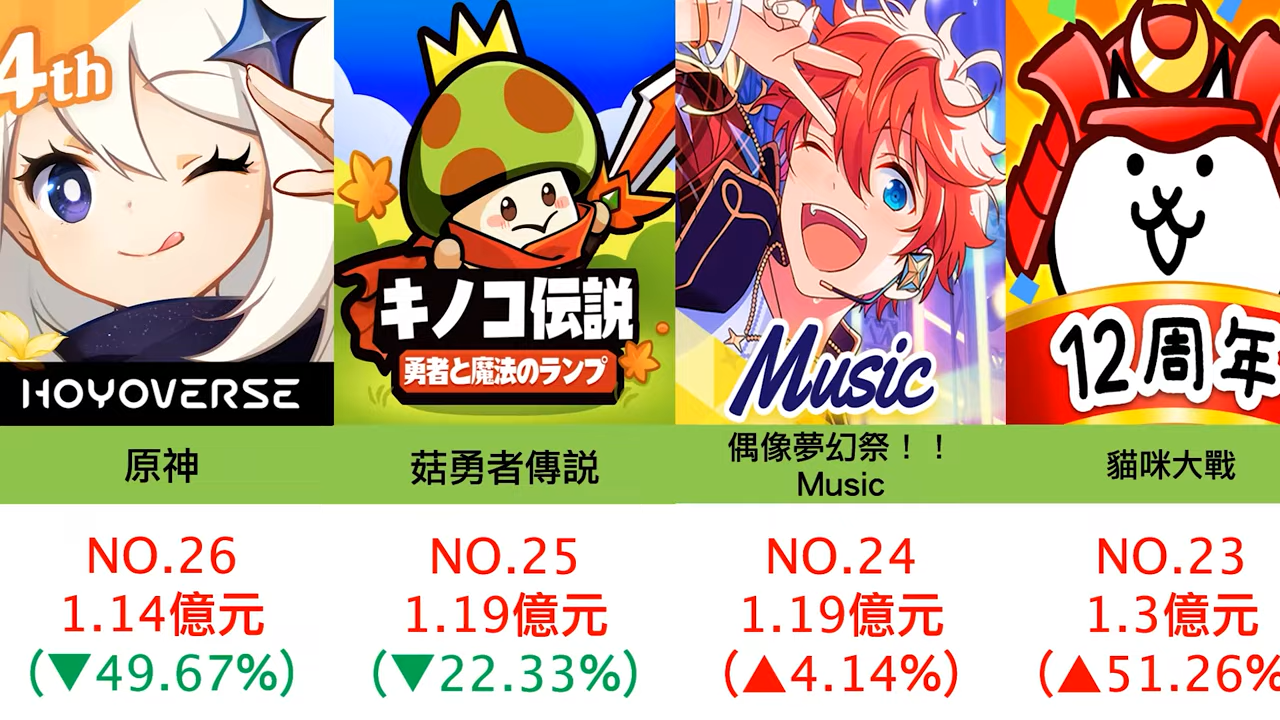 4th
HOYOVERSE
原神
NO.26
1.14億元
(▼49.67%)
キノコ伝説
勇者と魔法のランプ
菇勇者傳説
NO.25
1.19億元
(▼22.33%)
Music
偶像夢幻祭！！
Music
NO.24
1.19億元
(▲4.14%)
12周年
貓咪大戰
NO.23
1.3億元
(▲51.26%